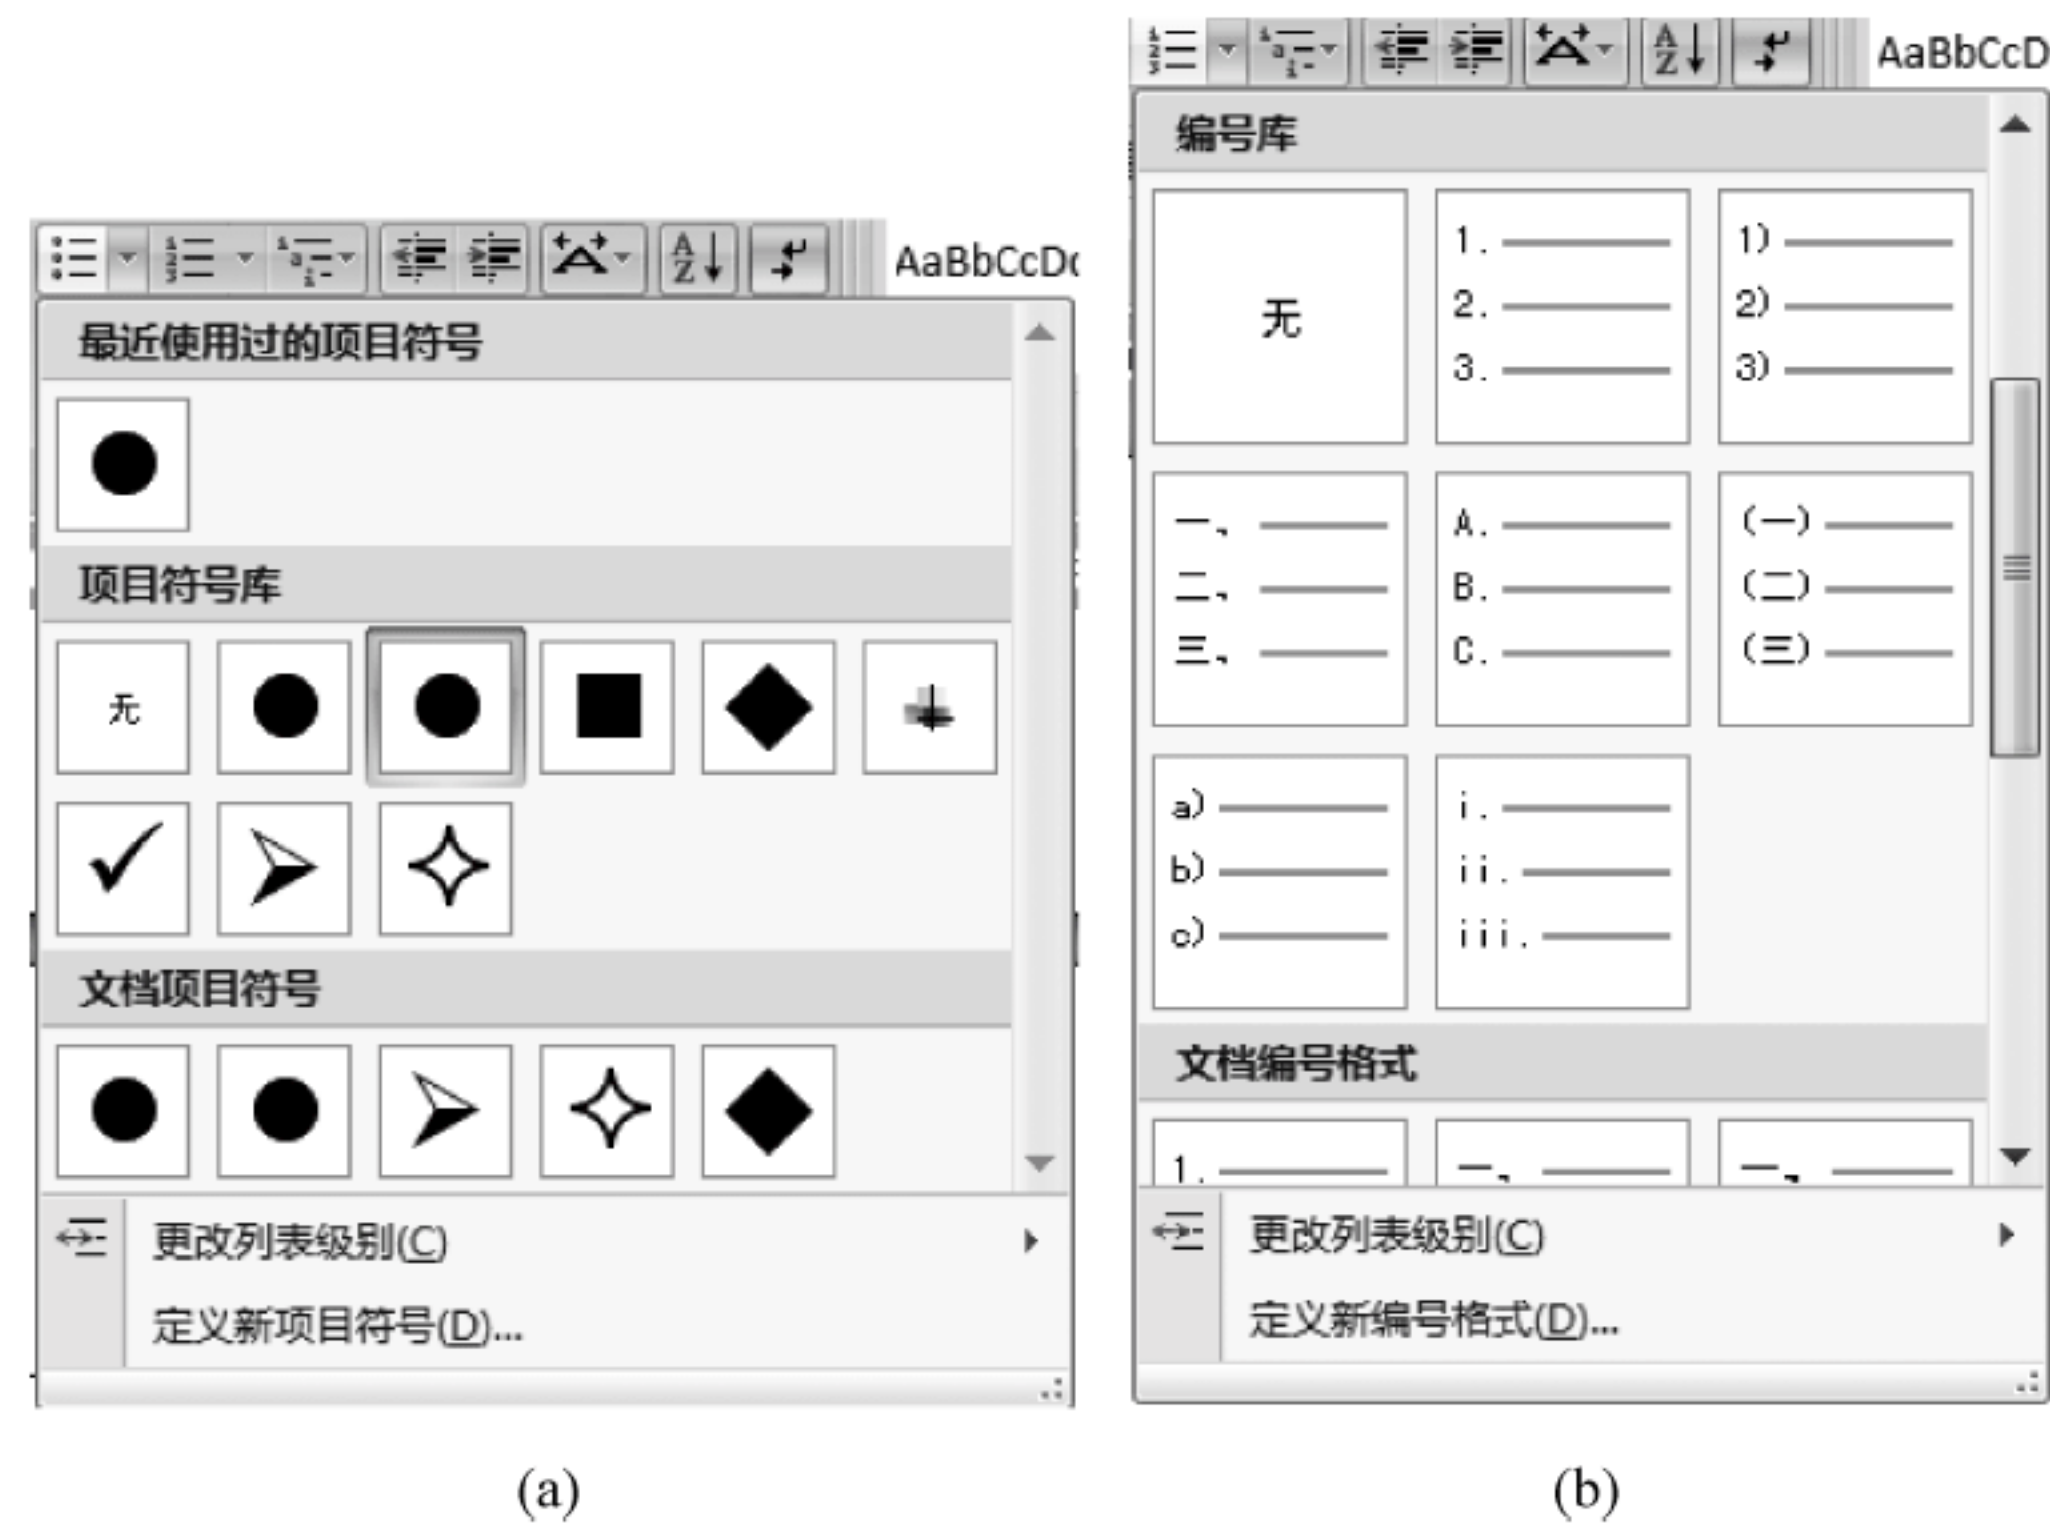 AaBbCcDc
最近使用过的项目符号
项目符号库
无
文档项目符号
更改列表级别(C)
定义新项目符号(D)...
(a)
AaBbCcD
编号库
无
1.
2.
3.
1)
2)
3)
一、
二、
三、
A.
B.
C.
(一)
(二)
(三)
a)
b)
c)
i.
ii.
iii.
文档编号格式
1.
一、
一、
更改列表级别(C)
定义新编号格式(D)...
(b)